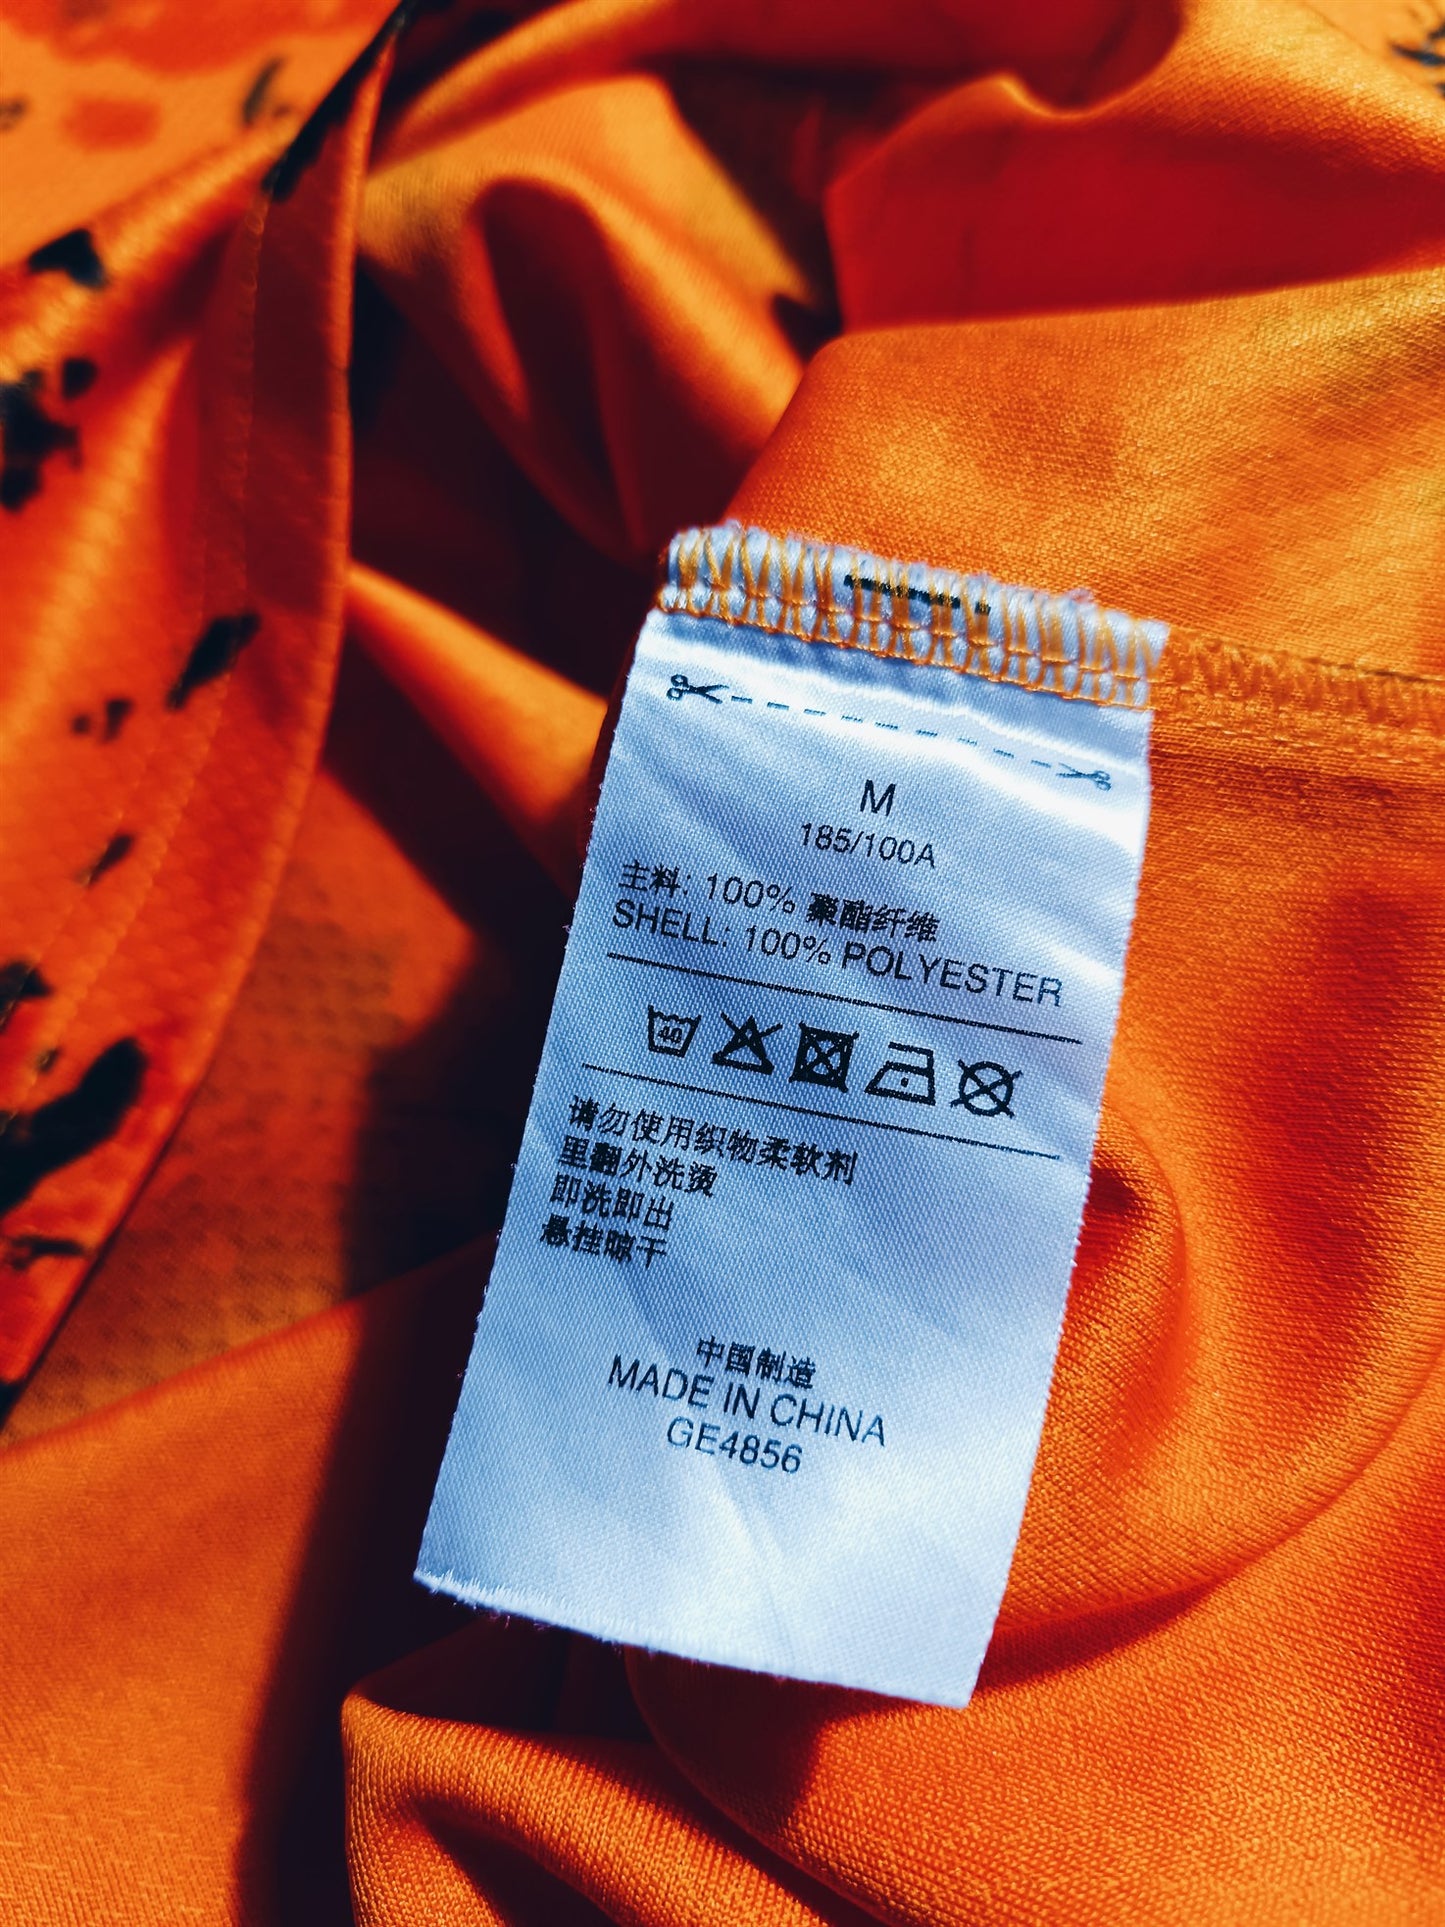 M
185/100A
主料: 100% 聚酯纤维
SHELL: 100% POLYESTER
40
请勿使用织物柔软剂
里翻外洗烫
即洗即出
悬挂晾干
中国制造
MADE IN CHINA
GE4856